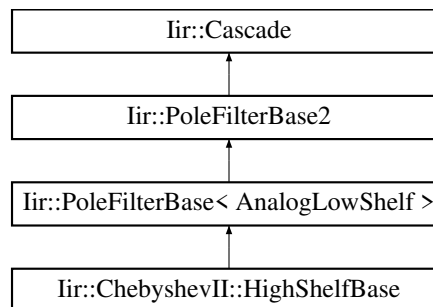 Iir::Cascade
Iir::PoleFilterBase2
Iir::PoleFilterBase< AnalogLowShelf >
Iir::ChebyshevII::HighShelfBase